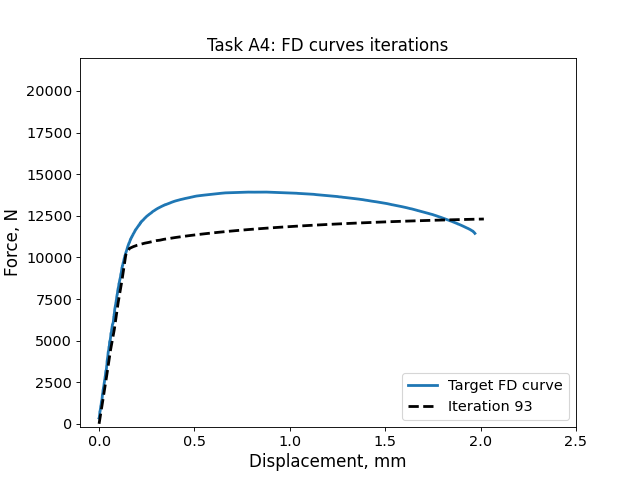 Task A4: FD curves iterations
Force, N
20000
17500
15000
12500
10000
7500
5000
2500
0
0.0 0.5 1.0 1.5 2.0 2.5
Displacement, mm
Target FD curve
Iteration 93